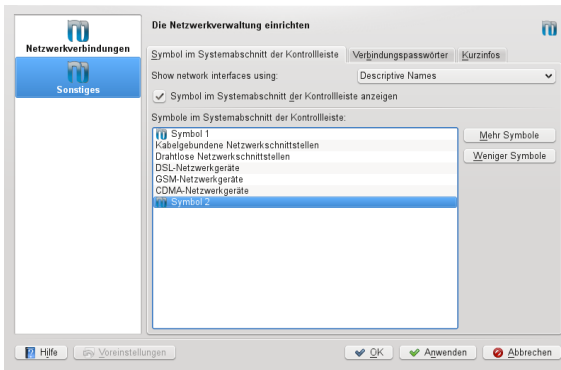 Die Netzwerkverwaltung einrichten
Netzwerkverbindungen
Sonstiges
Symbol im Systemabschnitt der Kontrollleiste
Verbindungspasswörter
Kurzinfos
Show network interfaces using:
Descriptive Names
Symbol im Systemabschnitt der Kontrollleiste anzeigen
Symbole im Systemabschnitt der Kontrollleiste:
Symbol 1
Kabelgebundene Netzwerkschnittstellen
Drahtlose Netzwerkschnittstellen
DSL-Netzwerkgeräte
GSM-Netzwerkgeräte
CDMA-Netzwerkgeräte
Symbol 2
Mehr Symbole
Weniger Symbole
Hilfe
Voreinstellungen
OK
Anwenden
Abbrechen